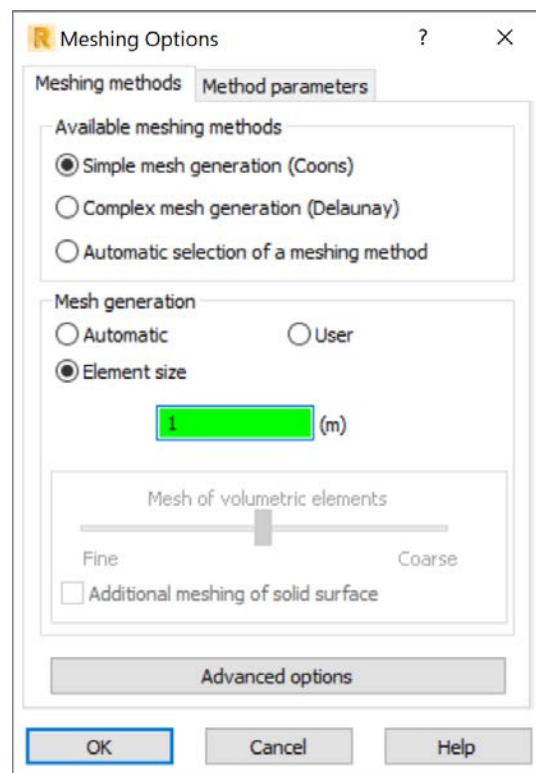 R Meshing Options ? ×
Meshing methods Method parameters
Available meshing methods
Simple mesh generation (Coons)
Complex mesh generation (Delaunay)
Automatic selection of a meshing method
Mesh generation
Automatic User
Element size
1 (m)
Mesh of volumetric elements
Fine Coarse
Additional meshing of solid surface
Advanced options
OK Cancel Help